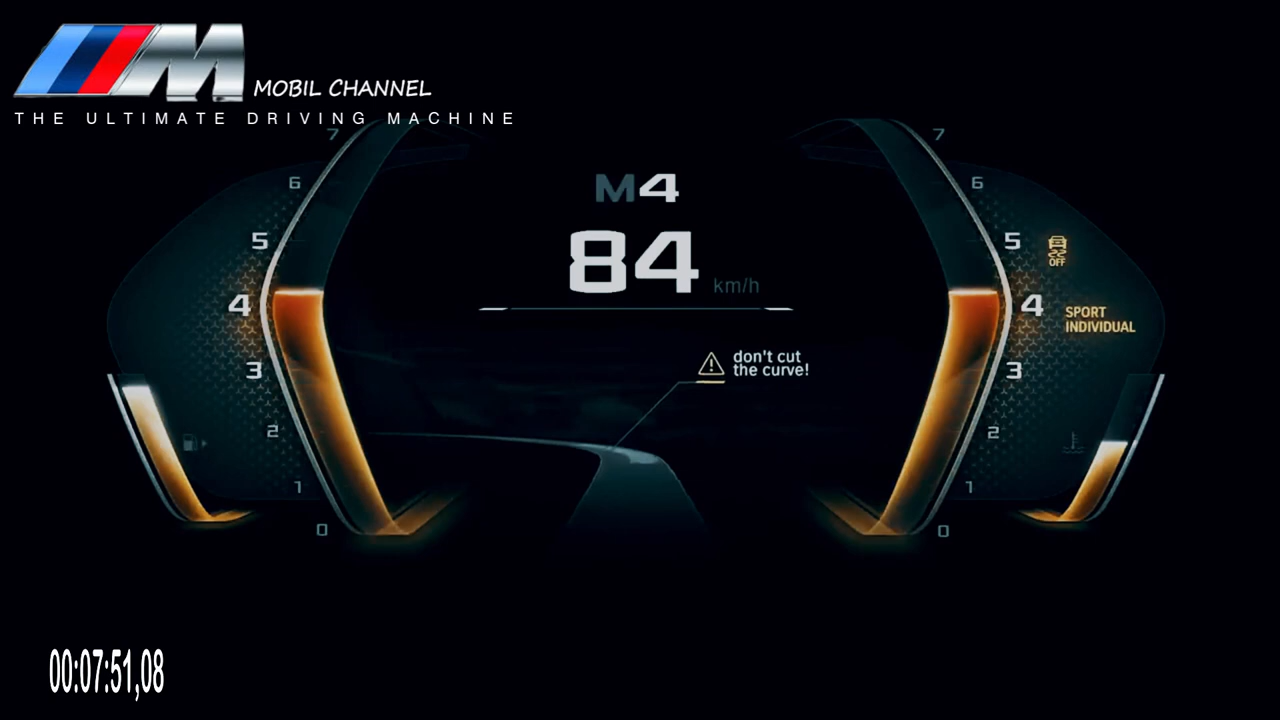 M MOBIL CHANNEL
THE ULTIMATE DRIVING MACHINE
M4
84 km/h
don't cut
the curve!
7
6
5
4
3
2
1
0
7
6
5
4
3
2
1
0
OFF
SPORT
INDIVIDUAL
00:07:51,08